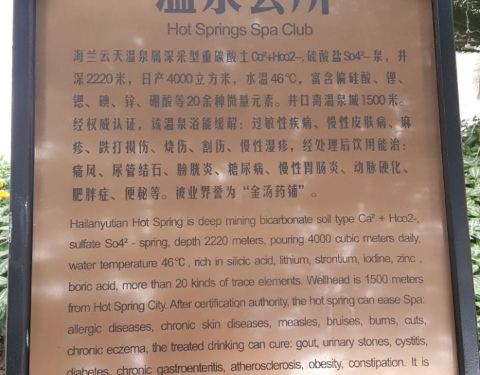 温泉会所
Hot Springs Spa Club
海兰云天温泉属深采型重碳酸土Ca²+Hco2-,硫酸盐So4²-泉，井
深2220米，日产4000立方米，水温46℃，富含偏硅酸、锂、
锶、碘、锌、硼酸等20余种微量元素。井口离温泉城1500米。
经权威认证，该温泉浴能缓解：过敏性疾病、慢性皮肤病、麻
疹、跌打损伤、烧伤、割伤、慢性湿疹，经处理后饮用能治：
痛风、尿管结石、膀胱炎、糖尿病、慢性胃肠炎、动脉硬化、
肥胖症、便秘等。被业界誉为“金汤药铺”。
Hailanyutian Hot Spring is deep mining bicarbonate soil type Ca² + Hco2-,
sulfate So4² - spring, depth 2220 meters, pouring 4000 cubic meters daily,
water temperature 46℃, rich in silicic acid, lithium, strontium, iodine, zinc ,
boric acid, more than 20 kinds of trace elements. Wellhead is 1500 meters
from Hot Spring City. After certification authority, the hot spring can ease Spa:
allergic diseases, chronic skin diseases, measles, bruises, burns, cuts,
chronic eczema, the treated drinking can cure: gout, urinary stones, cystitis,
diabetes, chronic gastroenteritis, atherosclerosis, obesity, constipation. It is